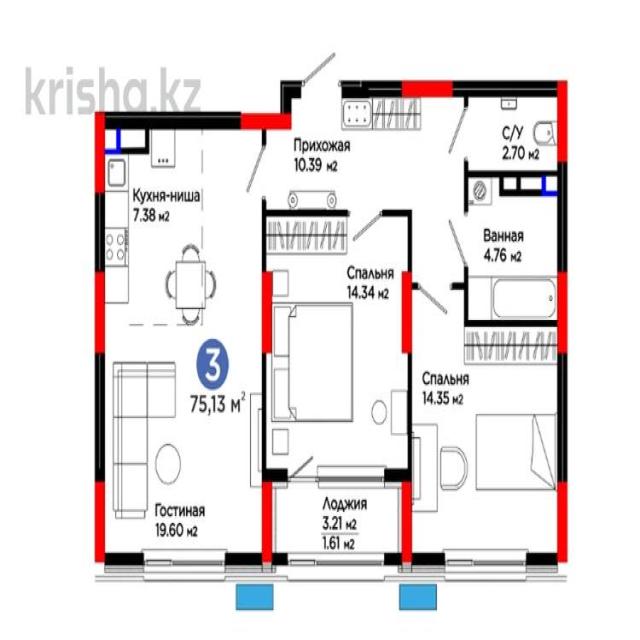 krisha.kz
Прихожая
10.39 м2
С/У
2.70 м2
Кухня-ниша
7.38 м2
Ванная
4.76 м2
Спальня
14.34 м2
3
75,13 м2
Спальня
14.35 м2
Гостиная
19.60 м2
Лоджия
3.21 м2
1.61 м2